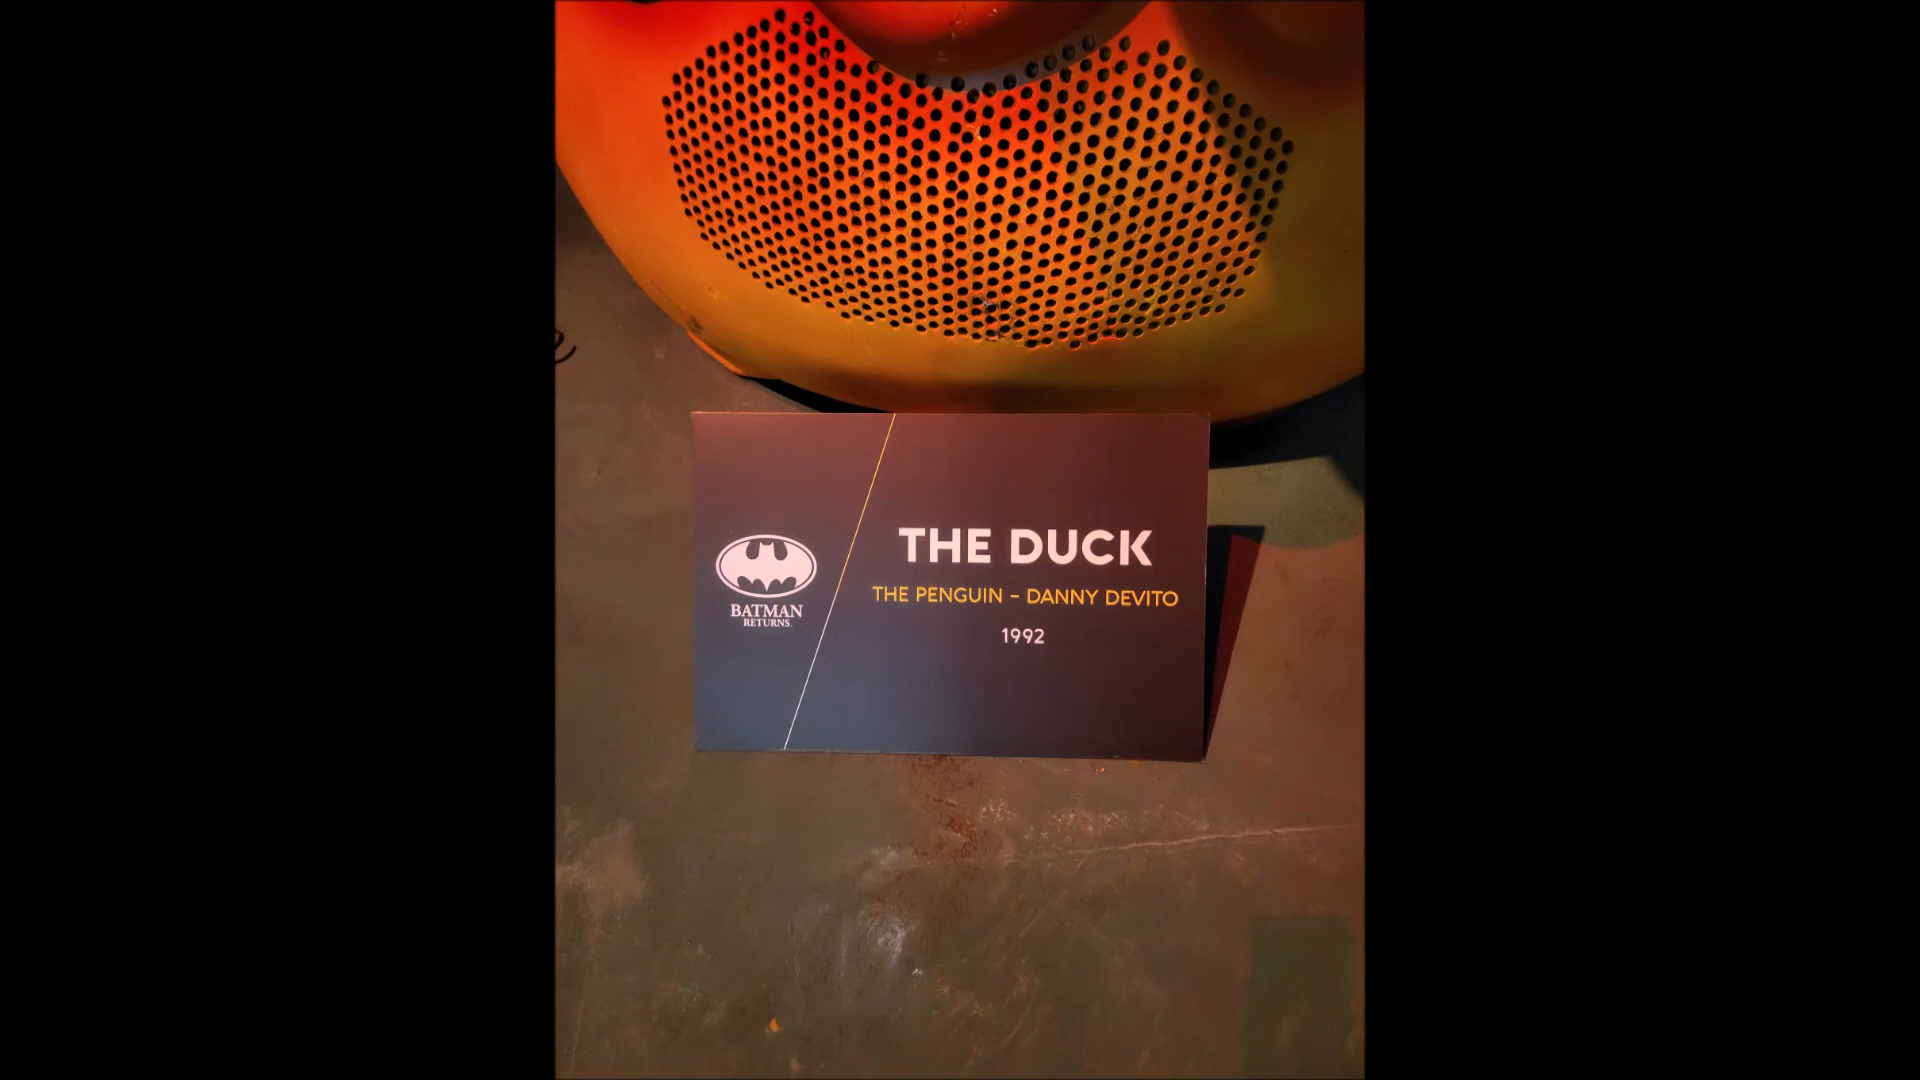 BATMAN
RETURNS
THE DUCK
THE PENGUIN – DANNY DEVITO
1992